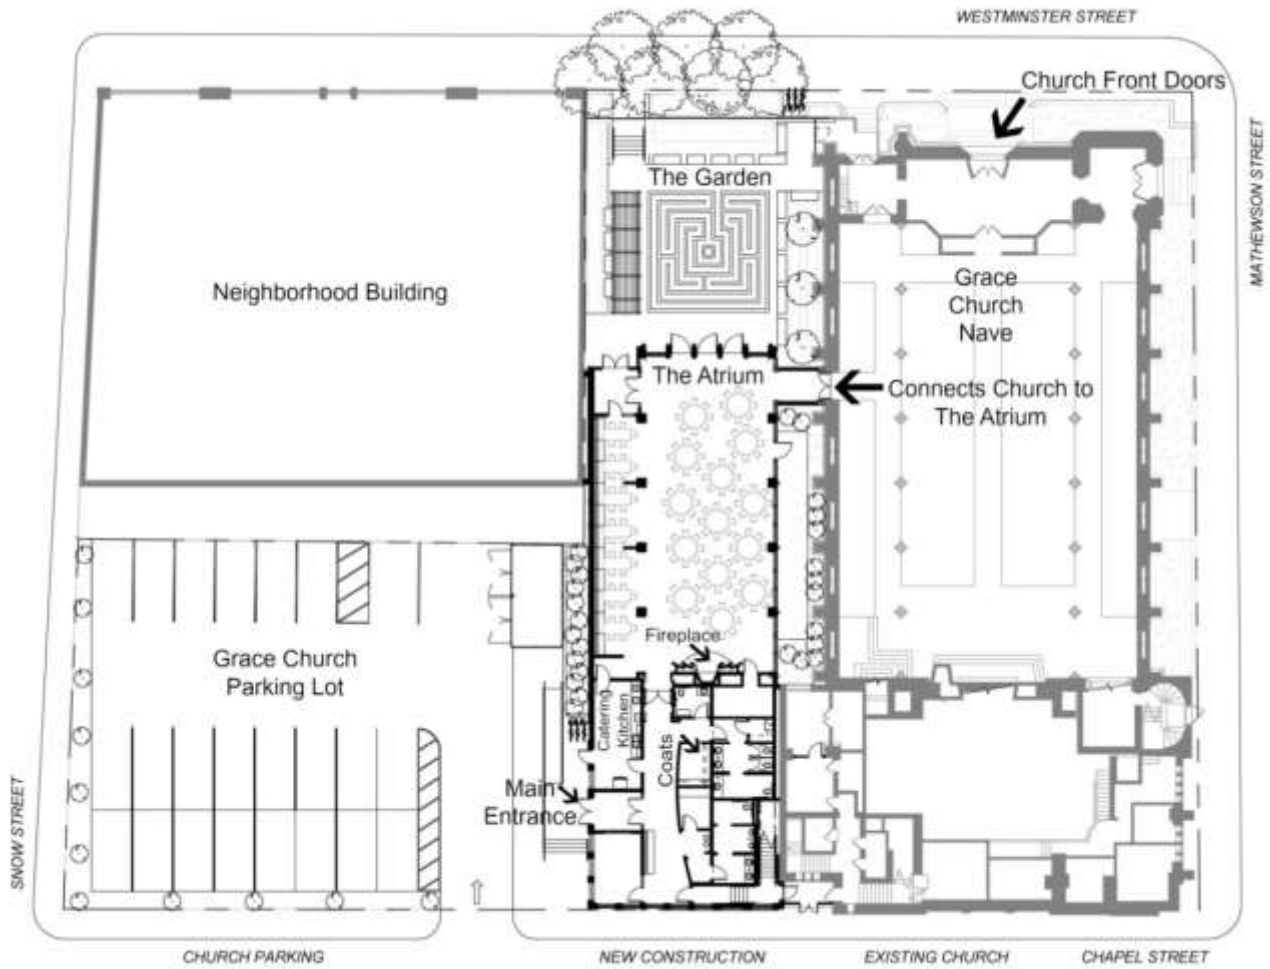 WESTMINSTER STREET
Church Front Doors
MATHEWSON STREET
The Garden
Neighborhood Building
Grace
Church
Nave
The Atrium
Connects Church to
The Atrium
Fireplace
Grace Church
Parking Lot
Catering
Kitchen
Coats
Main
Entrance
SNOW STREET
CHURCH PARKING
NEW CONSTRUCTION
EXISTING CHURCH
CHAPEL STREET